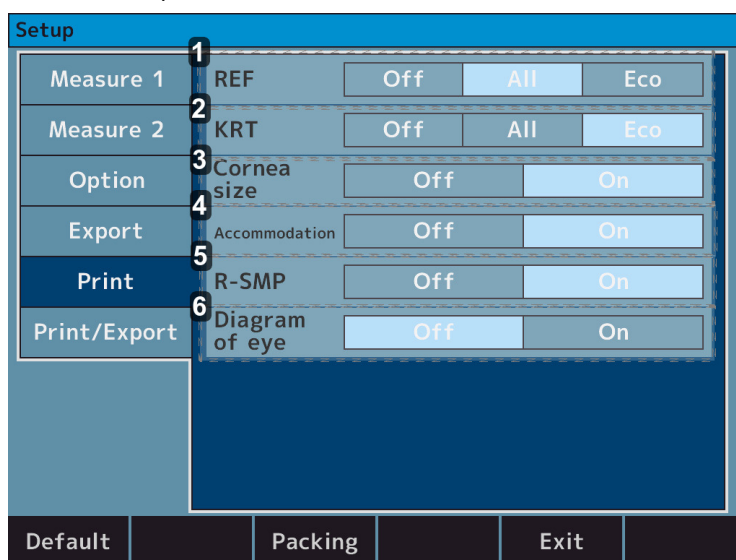 Setup
1
Measure 1 REF Off All Eco
2
Measure 2 KRT Off All Eco
3
Option Cornea size Off On
4
Export Accommodation Off On
5
Print R-SMP Off On
6
Print/Export Diagram of eye Off On
Default Packing Exit